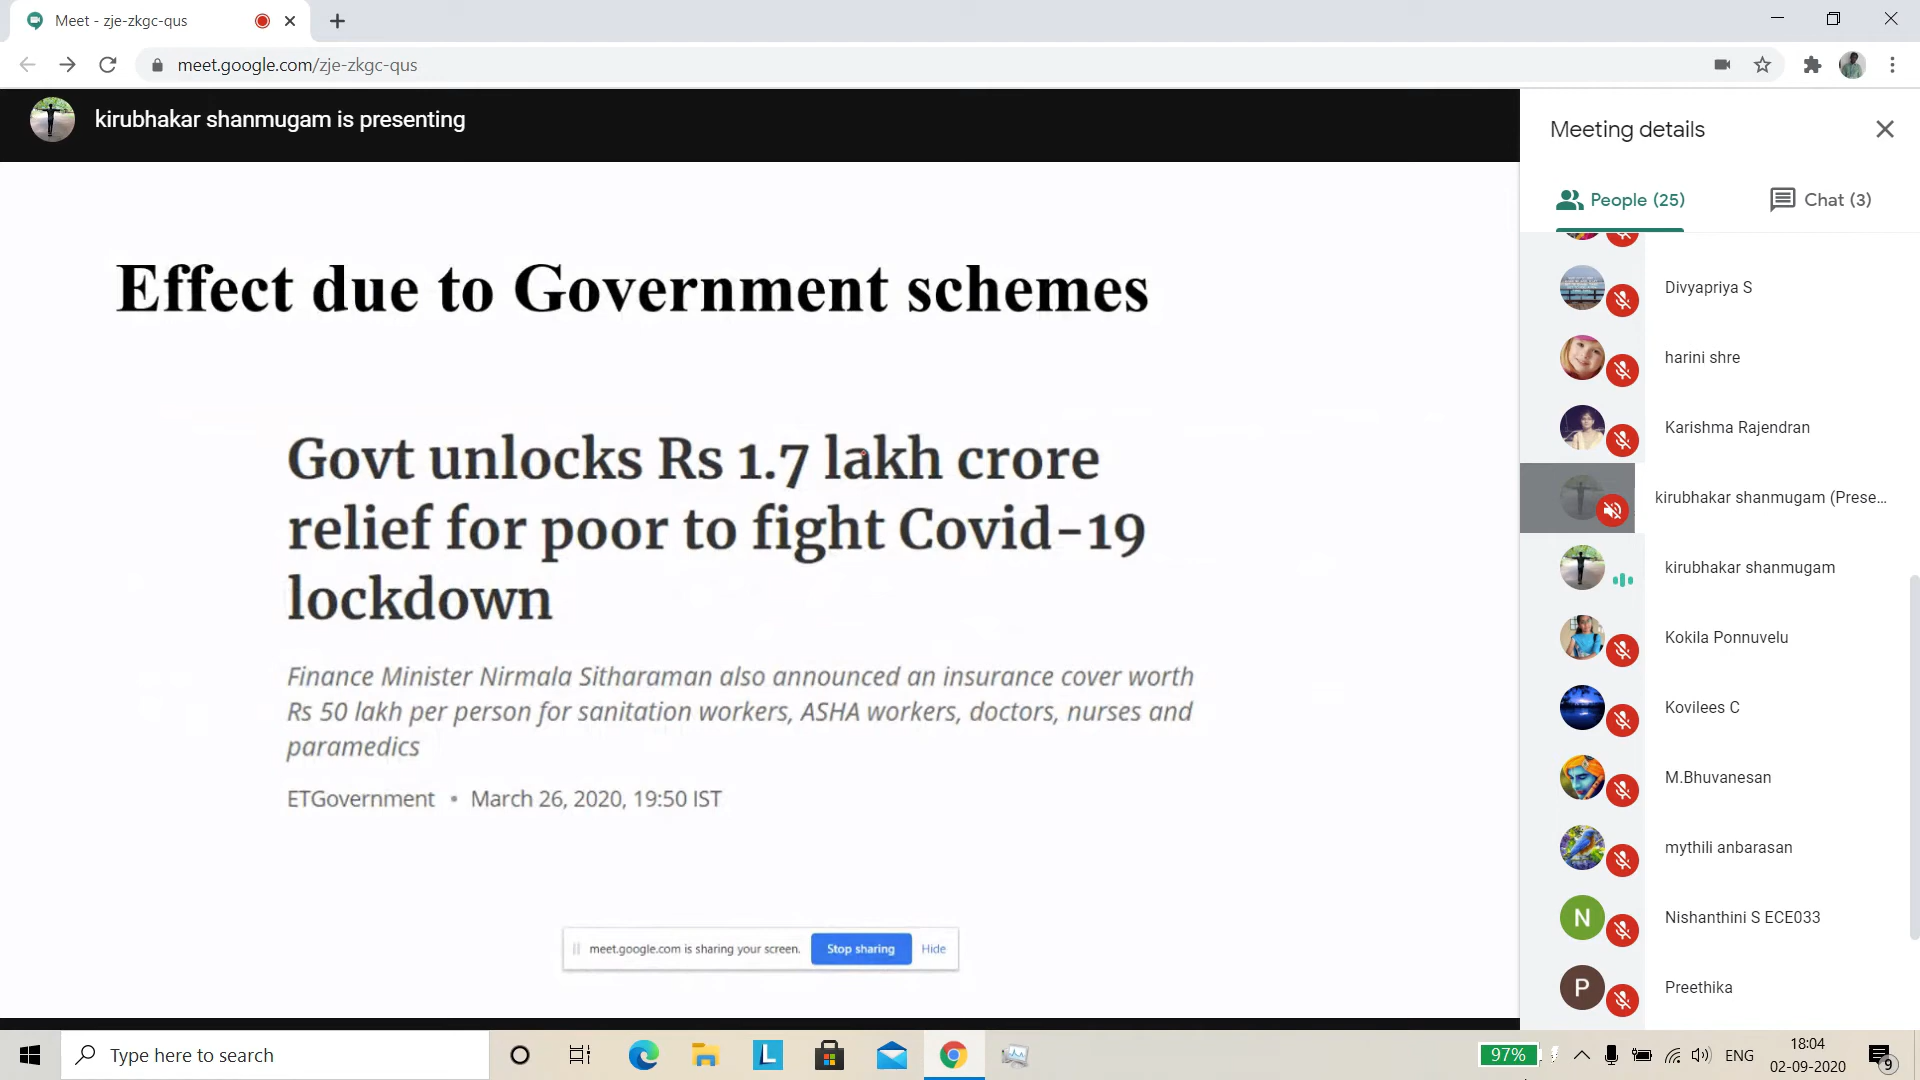 Meet - zje-zkgc-qus
meet.google.com/zje-zkgc-qus
kirubhakar shanmugam is presenting
Effect due to Government schemes
Govt unlocks Rs 1.7 lakh crore
relief for poor to fight Covid-19
lockdown
Finance Minister Nirmala Sitharaman also announced an insurance cover worth
Rs 50 lakh per person for sanitation workers, ASHA workers, doctors, nurses and
paramedics
ETGovernment • March 26, 2020, 19:50 IST
meet.google.com is sharing your screen. Stop sharing Hide
Meeting details
People (25) Chat (3)
Divyapriya S
harini shre
Karishma Rajendran
kirubhakar shanmugam (Prese...
kirubhakar shanmugam
Kokila Ponnuvelu
Kovilees C
M.Bhuvanesan
mythili anbarasan
N Nishanthini S ECE033
P Preethika
Type here to search
L
97%
ENG
18:04
02-09-2020
9